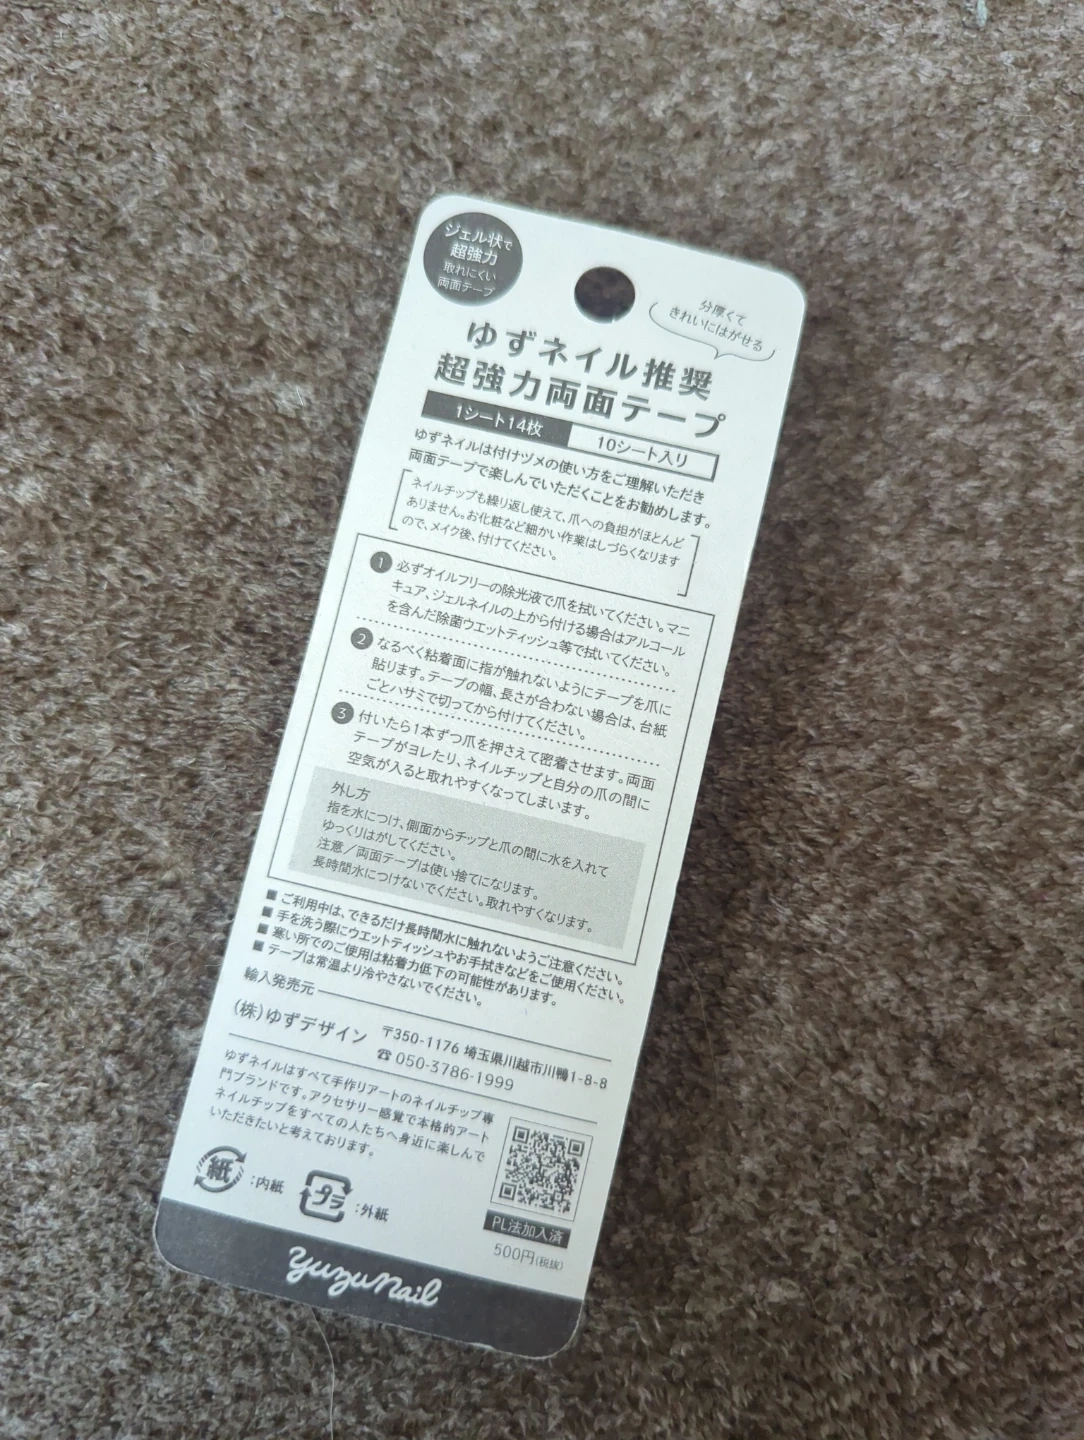 ジェル状で
超強力
取れにくい
両面テープ
分厚くて
きれいにはがせる
ゆずネイル推奨
超強力両面テープ
1シート14枚 10シート入り
ゆずネイルは付けヅメの使い方をご理解いただき
両面テープで楽しんでいただくことをお勧めします。
ネイルチップも繰り返し使えて、爪への負担がほとんど
ありません。お化粧など細かい作業はしづらくなります
ので、メイク後、付けてください。
1 必ずオイルフリーの除光液で爪を拭いてください。マニ
キュア、ジェルネイルの上から付ける場合はアルコール
を含んだ除菌ウエットティッシュ等で拭いてください。
2 なるべく粘着面に指が触れないようにテープを爪に
貼ります。テープの幅、長さが合わない場合は、台紙
ごとハサミで切ってから付けてください。
3 付いたら1本ずつ爪を押さえて密着させます。両面
テープがヨレたり、ネイルチップと自分の爪の間に
空気が入ると取れやすくなってしまいます。
外し方
指を水につけ、側面からチップと爪の間に水を入れて
ゆっくりはがしてください。
注意／両面テープは使い捨てになります。
長時間水につけないでください。取れやすくなります。
■ ご利用中は、できるだけ長時間水に触れないようご注意ください。
■ 手を洗う際にウエットティッシュやお手拭きなどをご使用ください。
■ 寒い所でのご使用は粘着力低下の可能性があります。
■ テープは常温より冷やさないでください。
輸入発売元
(株)ゆずデザイン 〒350-1176 埼玉県川越市川鴨1-8-8
☎ 050-3786-1999
ゆずネイルはすべて手作りアートのネイルチップ専
門ブランドです。アクセサリー感覚で本格的アート
ネイルチップをすべての人たちへ身近に楽しんで
いただきたいと考えております。
紙 :内紙 プラ :外紙
PL法加入済
500円(税抜)
yuzu nail